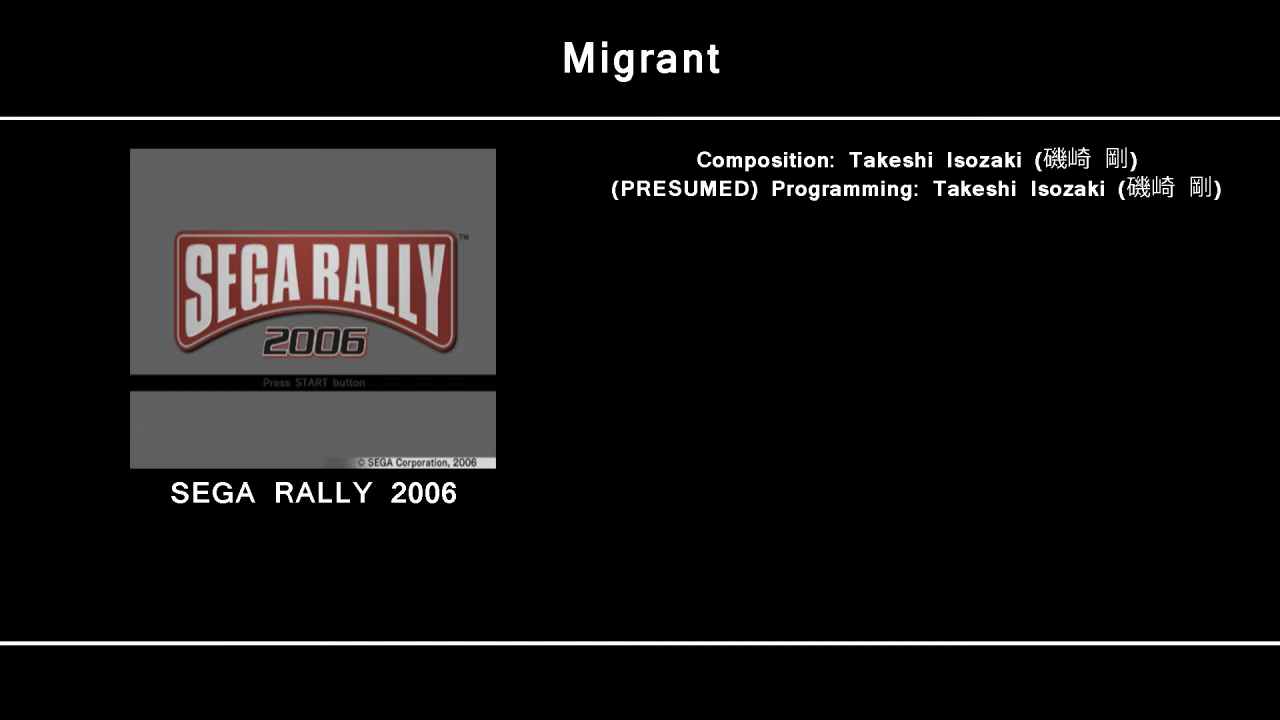 Migrant
Composition: Takeshi Isozaki (磯崎 剛)
(PRESUMED) Programming: Takeshi Isozaki (磯崎 剛)
SEGA RALLY™
2006
Press START button
© SEGA Corporation, 2006
SEGA RALLY 2006